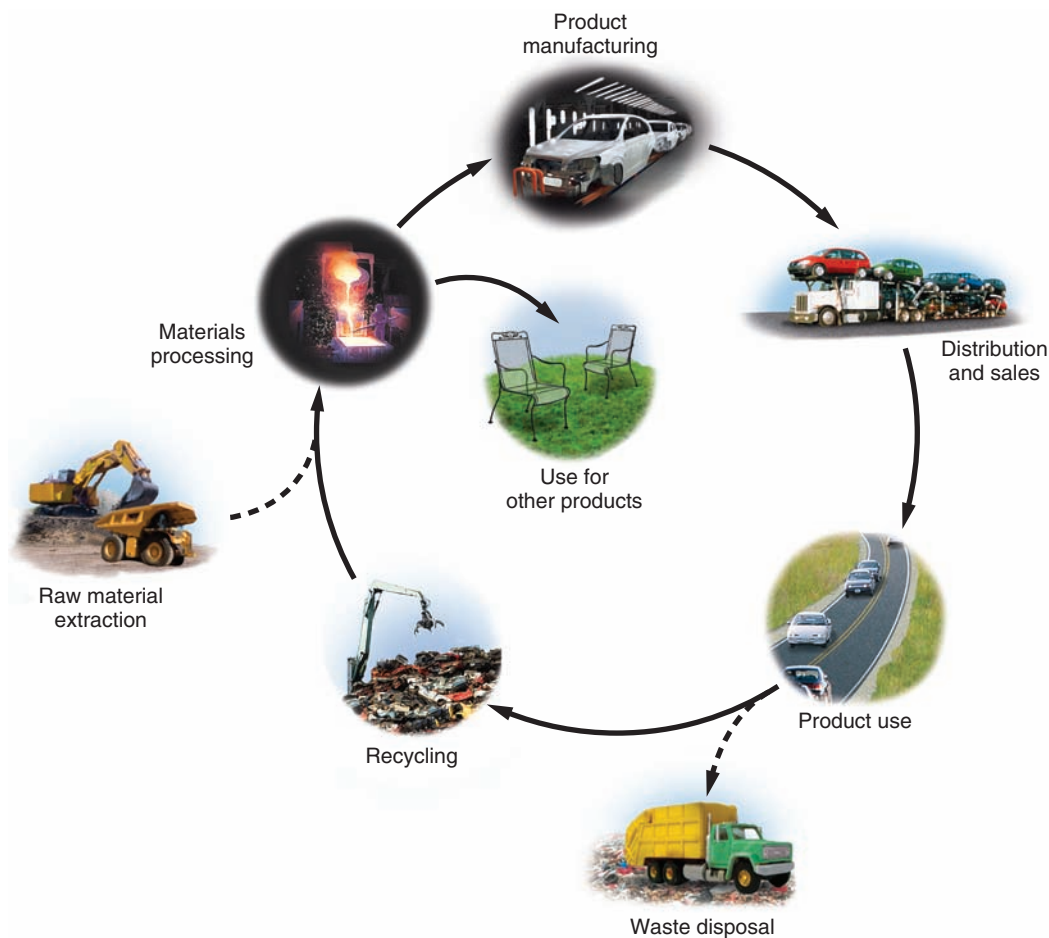 Product
manufacturing
Materials
processing
Distribution
and sales
Use for
other products
Raw material
extraction
Product use
Recycling
Waste disposal